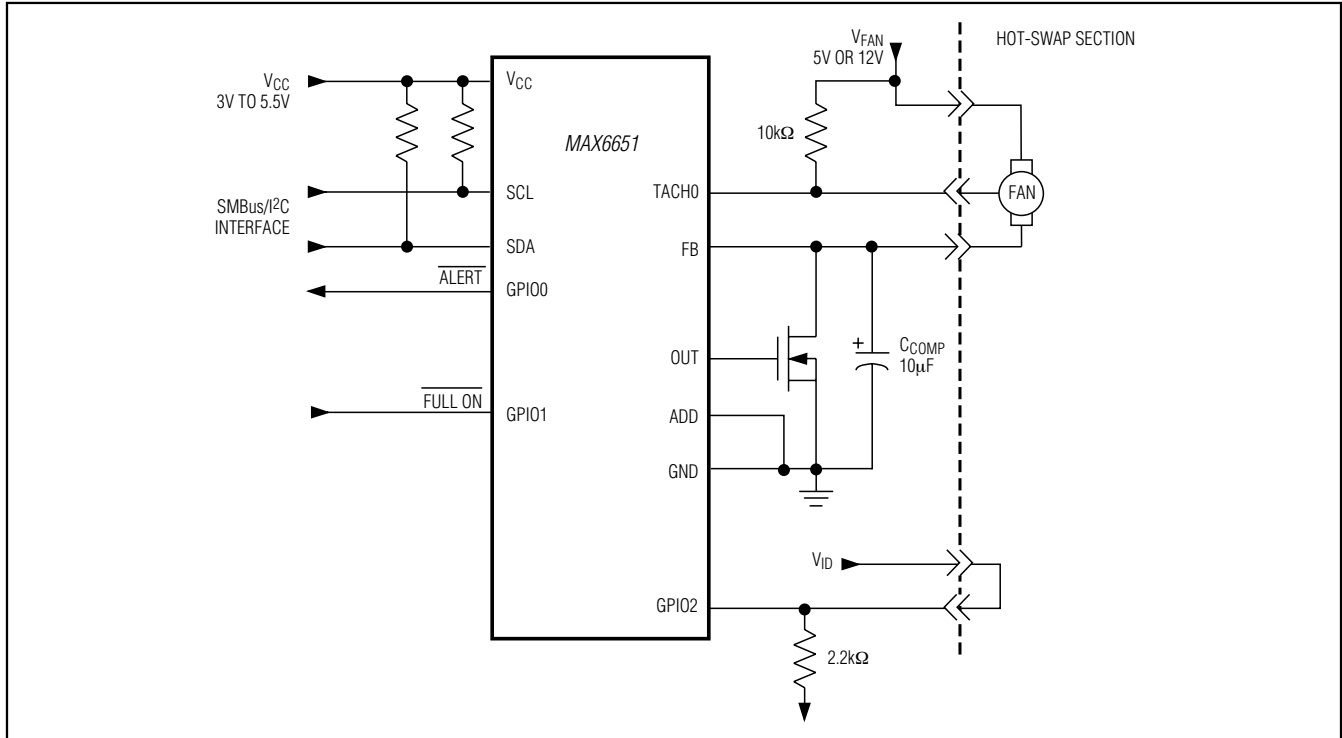 HOT-SWAP SECTION
VFAN
5V OR 12V
VCC
3V TO 5.5V
VCC
10kΩ
MAX6651
SCL
TACH0
FAN
SMBus/I²C
INTERFACE
SDA
FB
ALERT
GPIO0
+
CCOMP
10µF
OUT
FULL ON
GPIO1
ADD
GND
VID
GPIO2
2.2kΩ